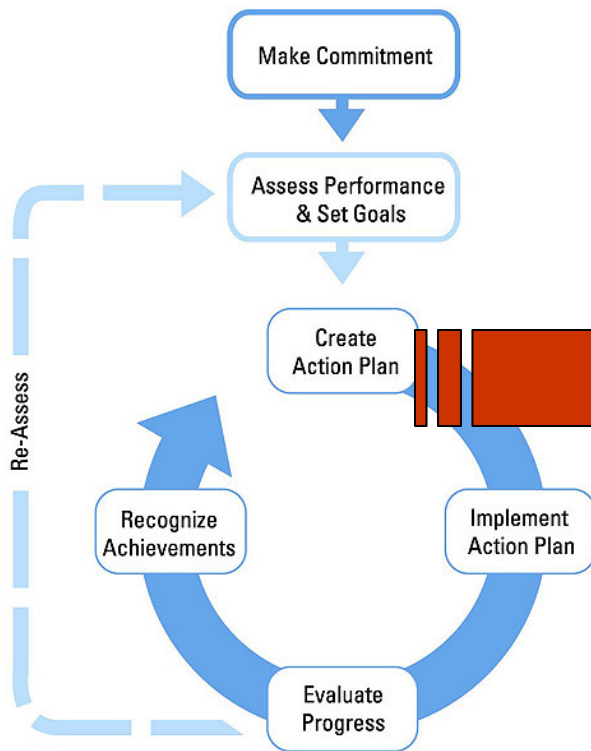 Make Commitment
Assess Performance
& Set Goals
Create
Action Plan
Re-Assess
Recognize
Achievements
Implement
Action Plan
Evaluate
Progress